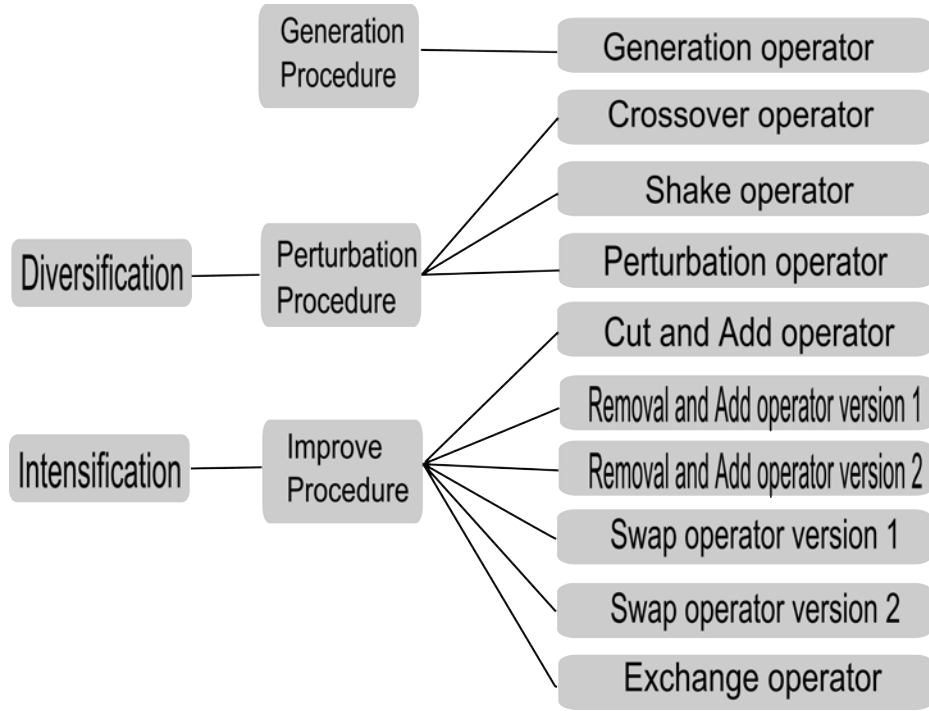 Generation
Procedure
Generation operator
Crossover operator
Shake operator
Diversification
Perturbation
Procedure
Perturbation operator
Cut and Add operator
Removal and Add operator version 1
Intensification
Improve
Procedure
Removal and Add operator version 2
Swap operator version 1
Swap operator version 2
Exchange operator